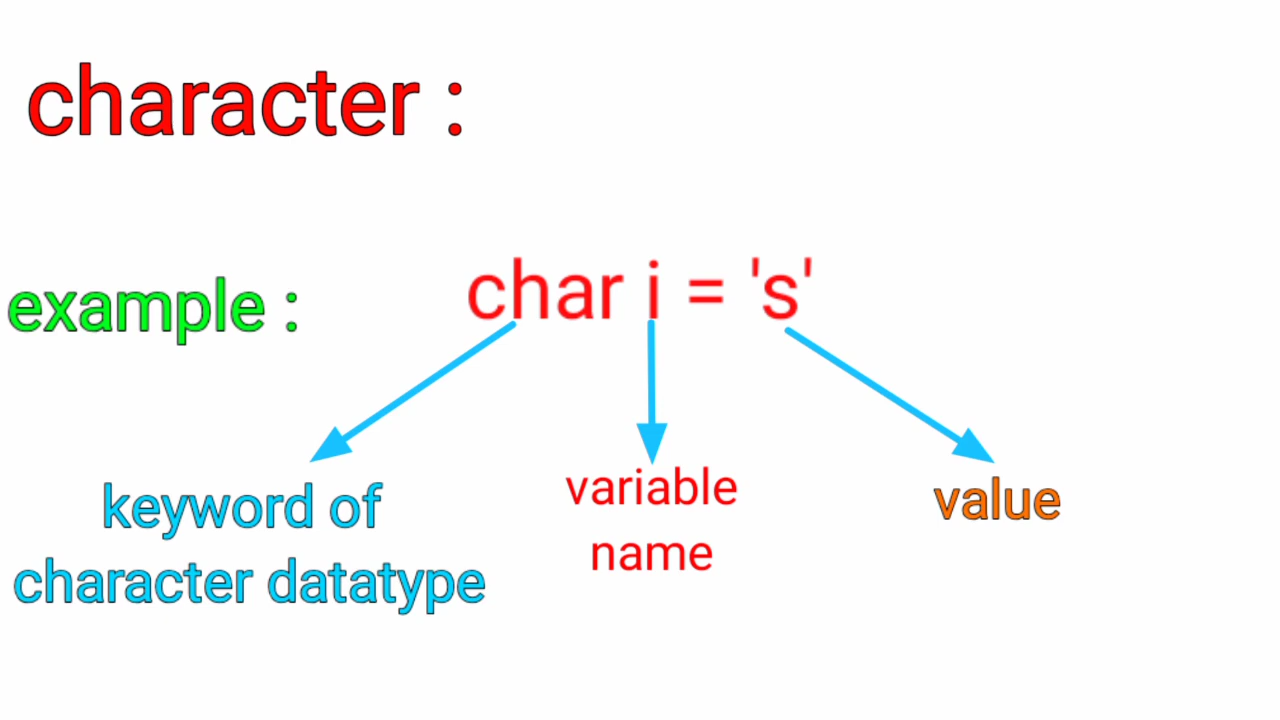 character :
example :
char i = 's'
keyword of
character datatype
variable
name
value